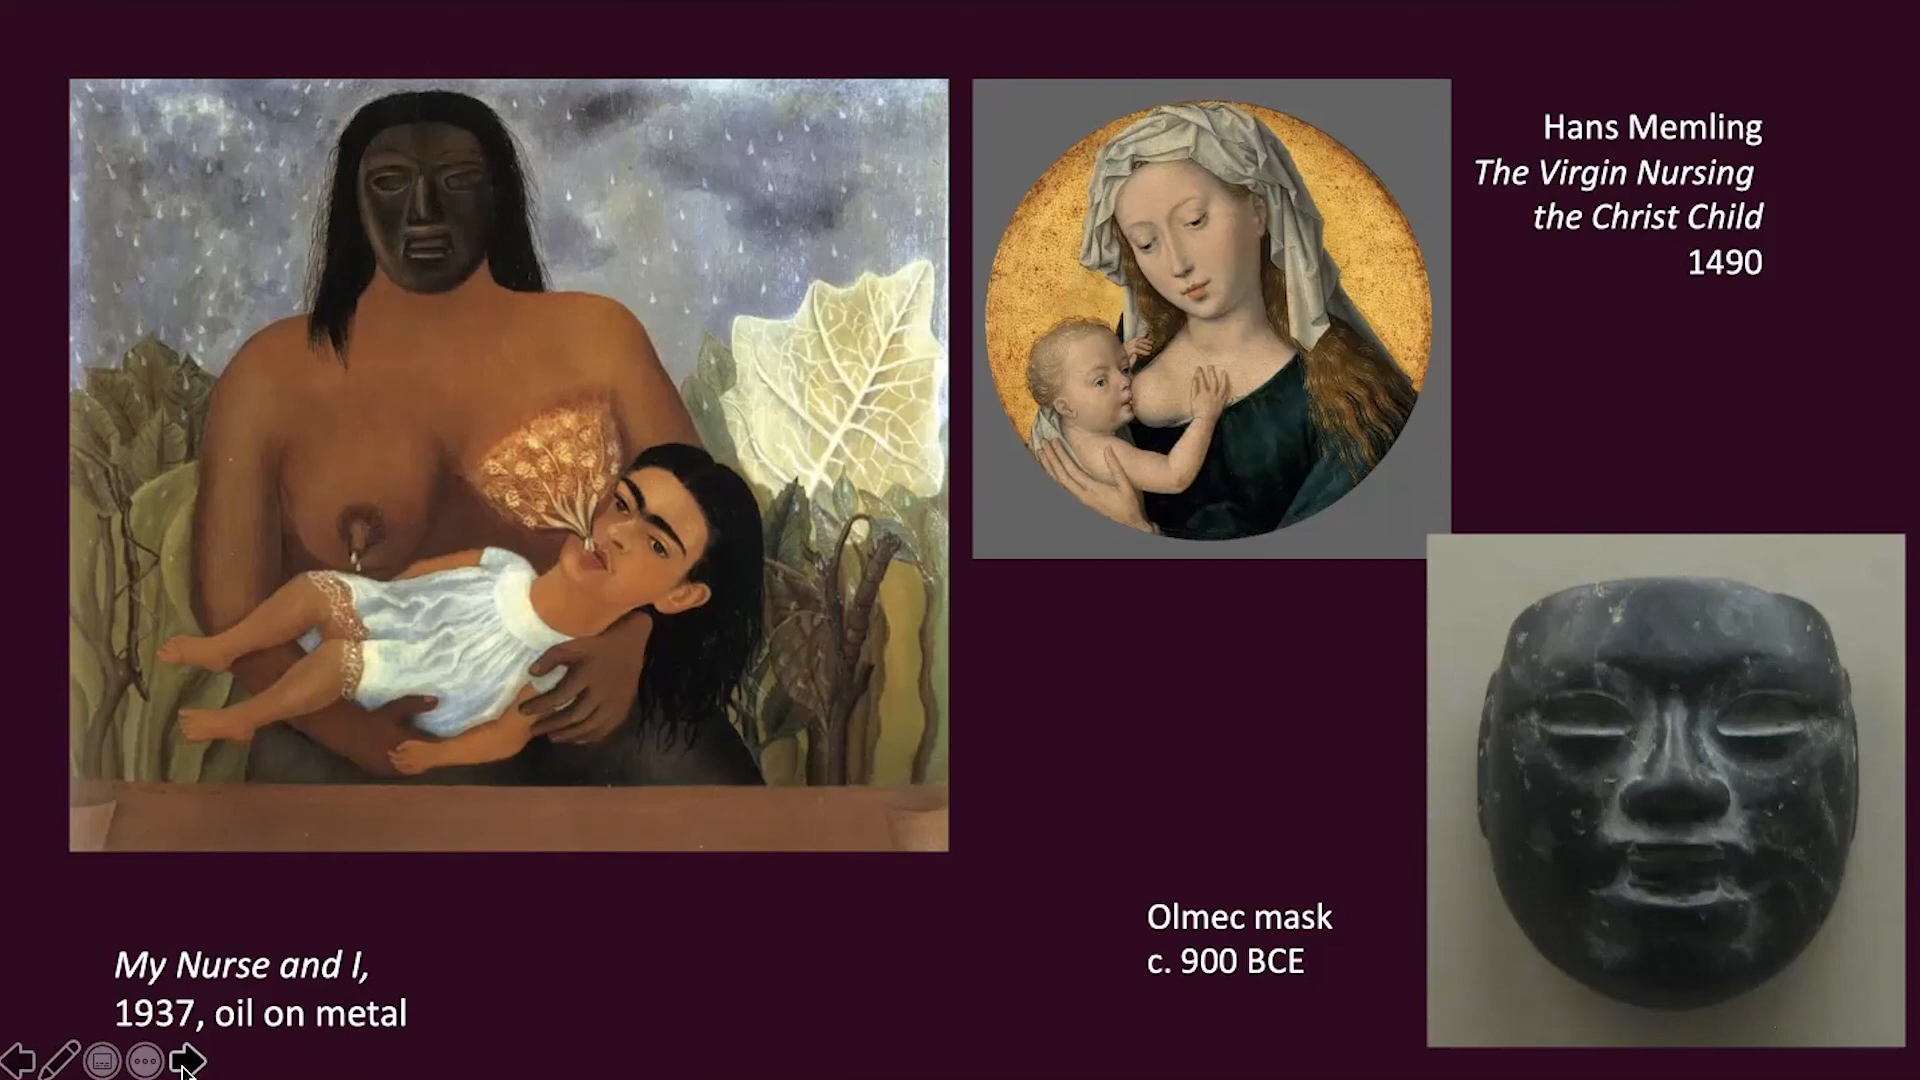 Hans Memling
The Virgin Nursing
the Christ Child
1490
Olmec mask
c. 900 BCE
My Nurse and I,
1937, oil on metal